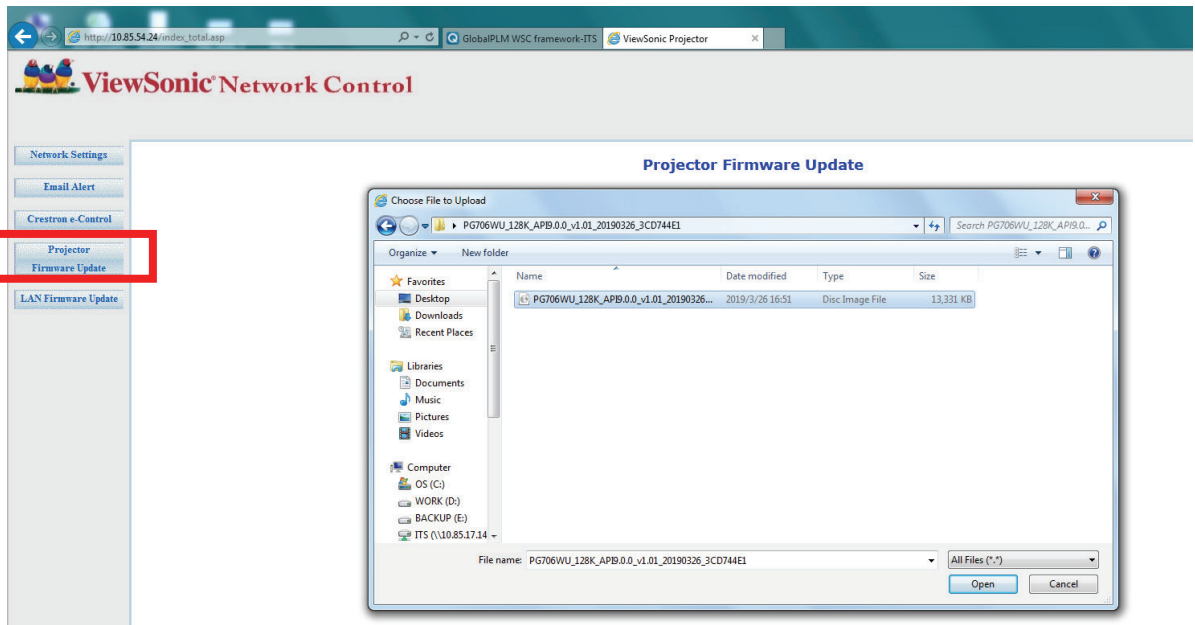 http://10.85.54.24/index_total.asp
GlobalPLM WSC framework-ITS
ViewSonic Projector
ViewSonic® Network Control
Network Settings
Email Alert
Crestron e-Control
Projector
Firmware Update
LAN Firmware Update
Projector Firmware Update
Choose File to Upload
PG706WU_128K_API9.0.0_v1.01_20190326_3CD744E1
Search PG706WU_128K_API9.0...
Organize
New folder
Favorites
Desktop
Downloads
Recent Places
Libraries
Documents
Music
Pictures
Videos
Computer
OS (C:)
WORK (D:)
BACKUP (E:)
ITS (\\10.85.17.14
Name Date modified Type Size
PG706WU_128K_API9.0.0_v1.01_20190326... 2019/3/26 16:51 Disc Image File 13,331 KB
File name: PG706WU_128K_API9.0.0_v1.01_20190326_3CD744E1
All Files (*.*)
Open
Cancel